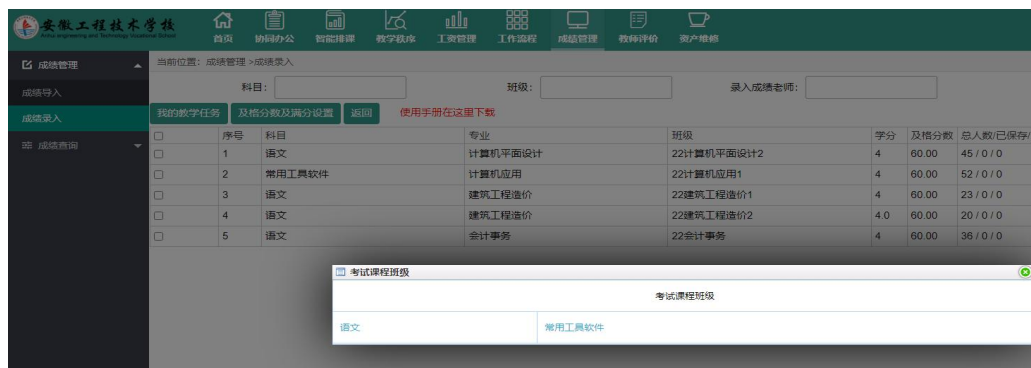 安徽工程技术学校
Anhui engineering and Technology Vocational School
首页 协同办公 智能排课 教学秩序 工资管理 工作流程 成绩管理 教师评价 资产维修
成绩管理
成绩导入
成绩录入
成绩查询
当前位置：成绩管理 >成绩录入
科目： 班级： 录入成绩老师：
我的教学任务 及格分数及满分设置 返回 使用手册在这里下载
序号 科目 专业 班级 学分 及格分数 总人数/已保存/
1 语文 计算机平面设计 22计算机平面设计2 4 60.00 45 / 0 / 0
2 常用工具软件 计算机应用 22计算机应用1 4 60.00 52 / 0 / 0
3 语文 建筑工程造价 22建筑工程造价1 4 60.00 23 / 0 / 0
4 语文 建筑工程造价 22建筑工程造价2 4.0 60.00 20 / 0 / 0
5 语文 会计事务 22会计事务 4 60.00 36 / 0 / 0
考试课程班级
考试课程班级
语文 常用工具软件